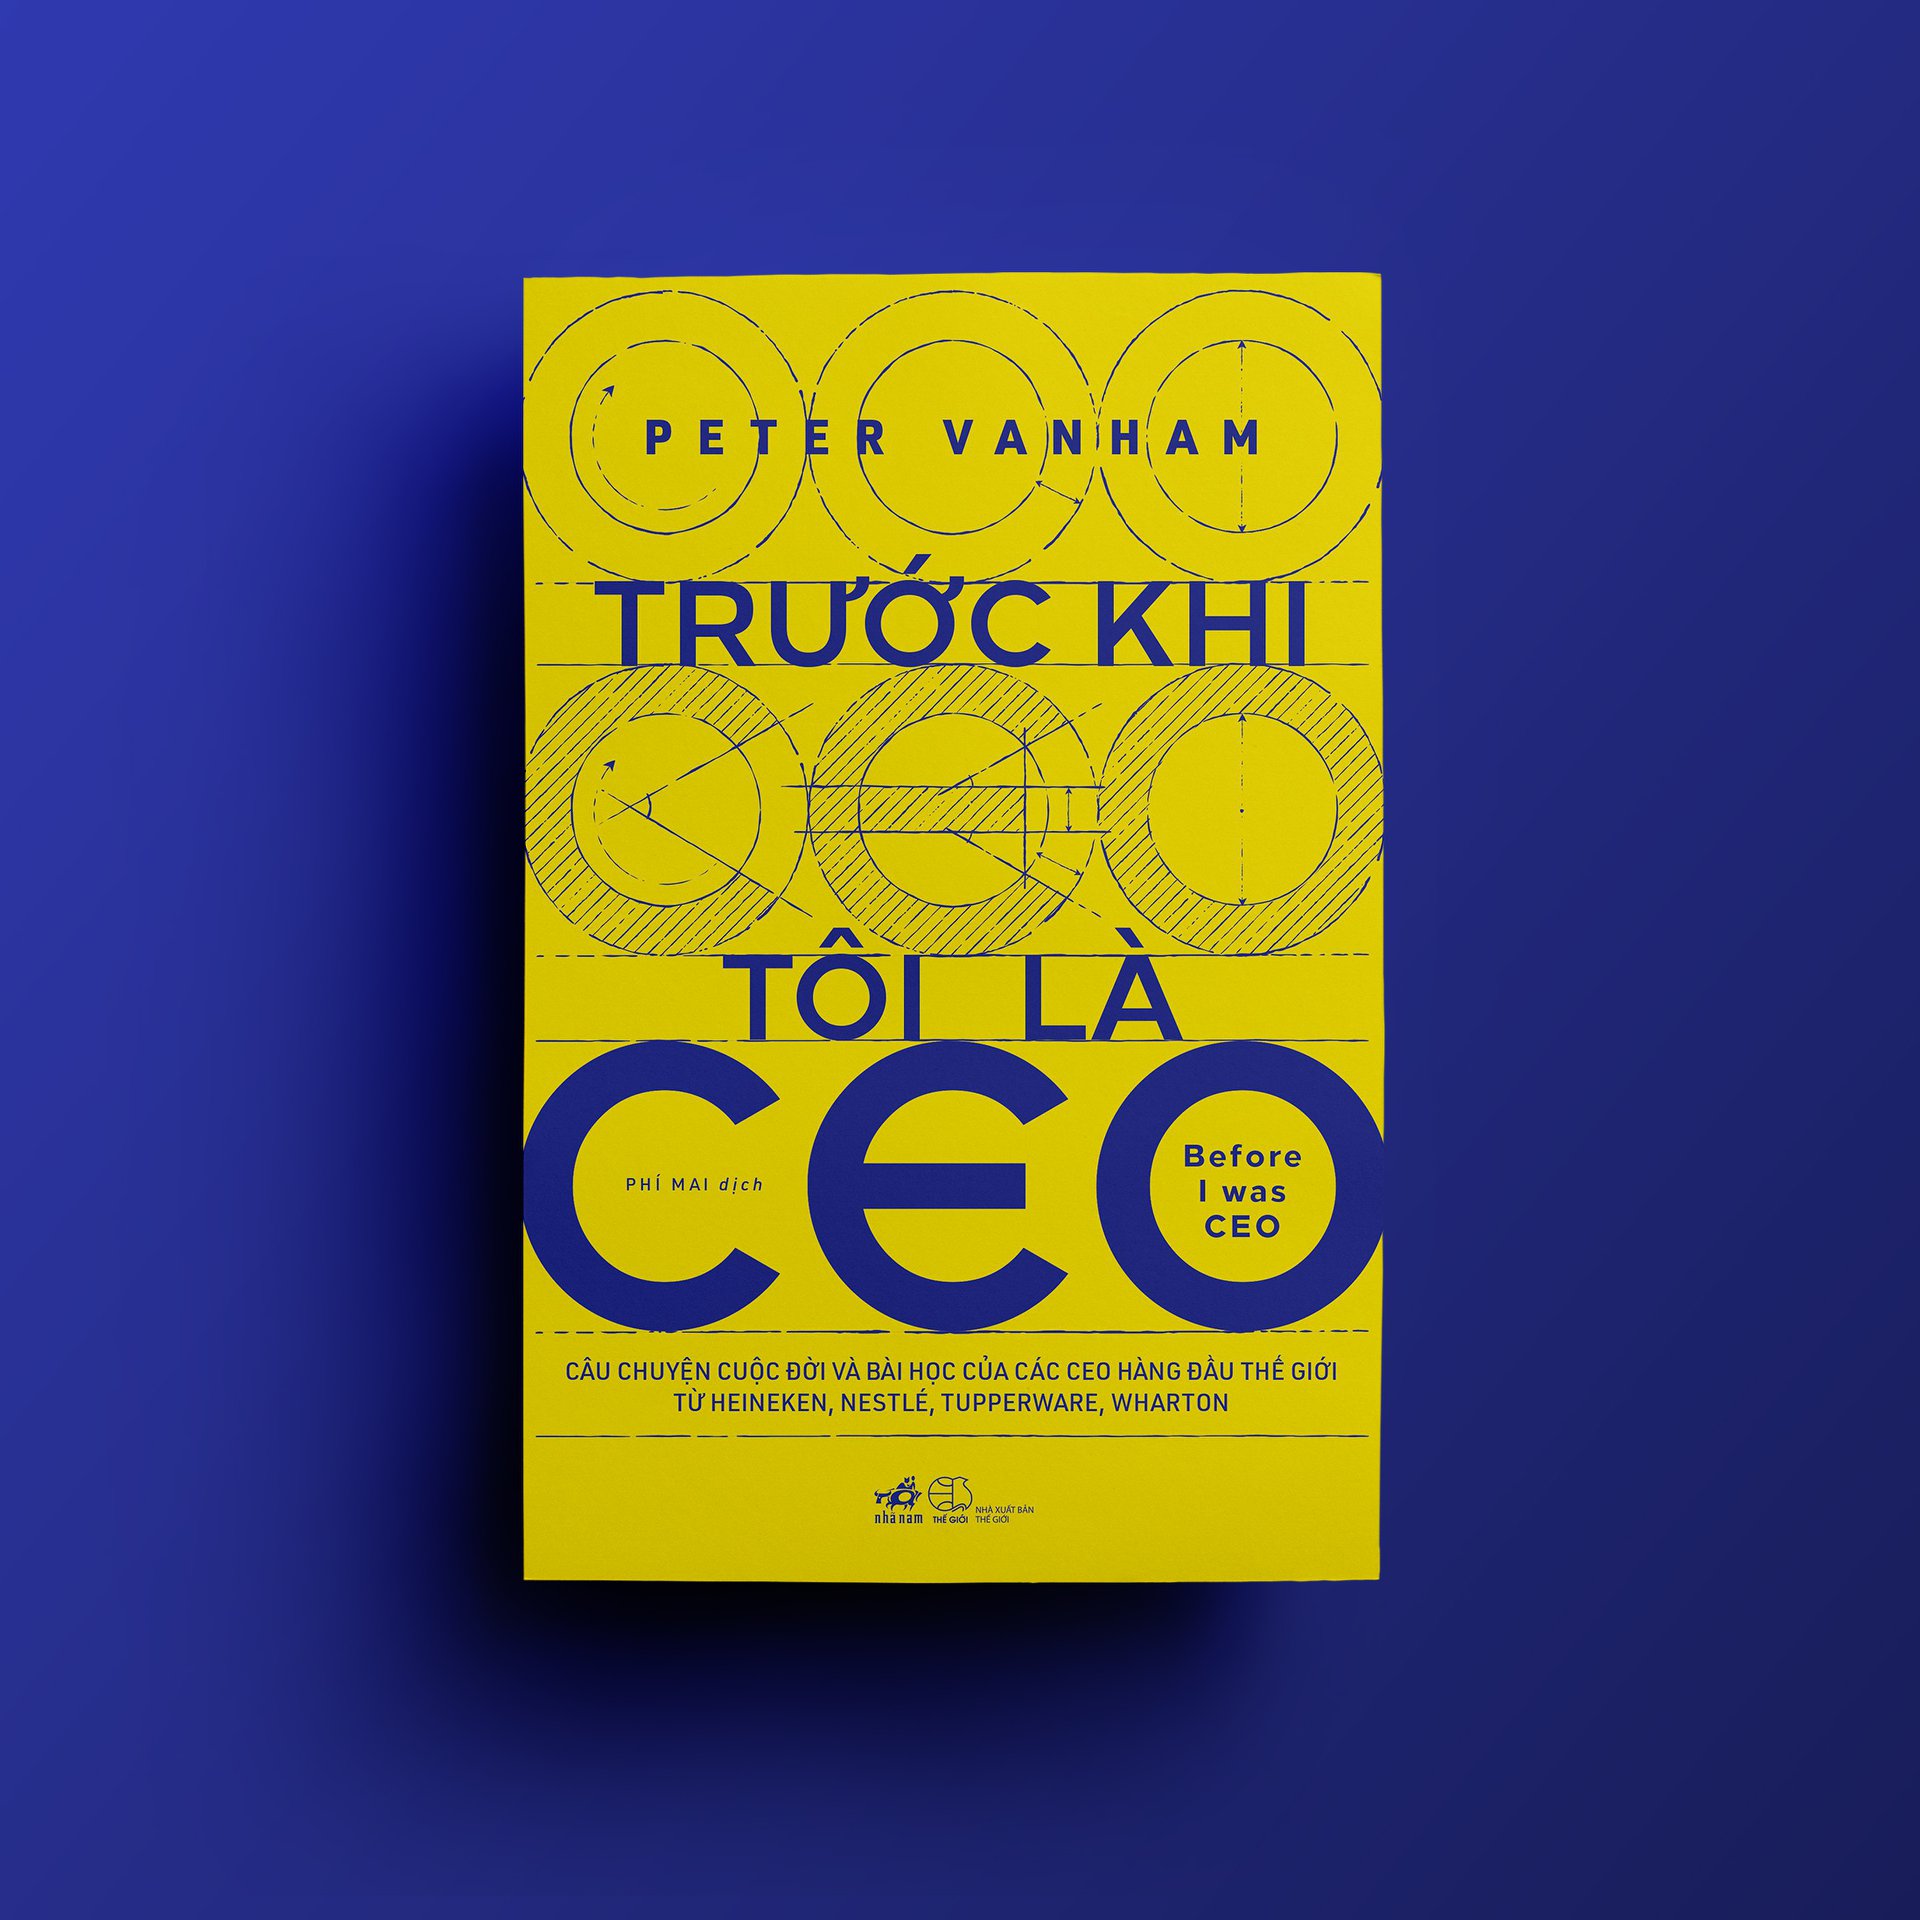 PETER VANHAM
TRƯỚC KHI
CEO
TÔI LÀ
CEO
PHÍ MAI dịch
Before
I was
CEO
CÂU CHUYỆN CUỘC ĐỜI VÀ BÀI HỌC CỦA CÁC CEO HÀNG ĐẦU THẾ GIỚI
TỪ HEINEKEN, NESTLÉ, TUPPERWARE, WHARTON
nhã nam
THẾ GIỚI
NHÀ XUẤT BẢN
THẾ GIỚI